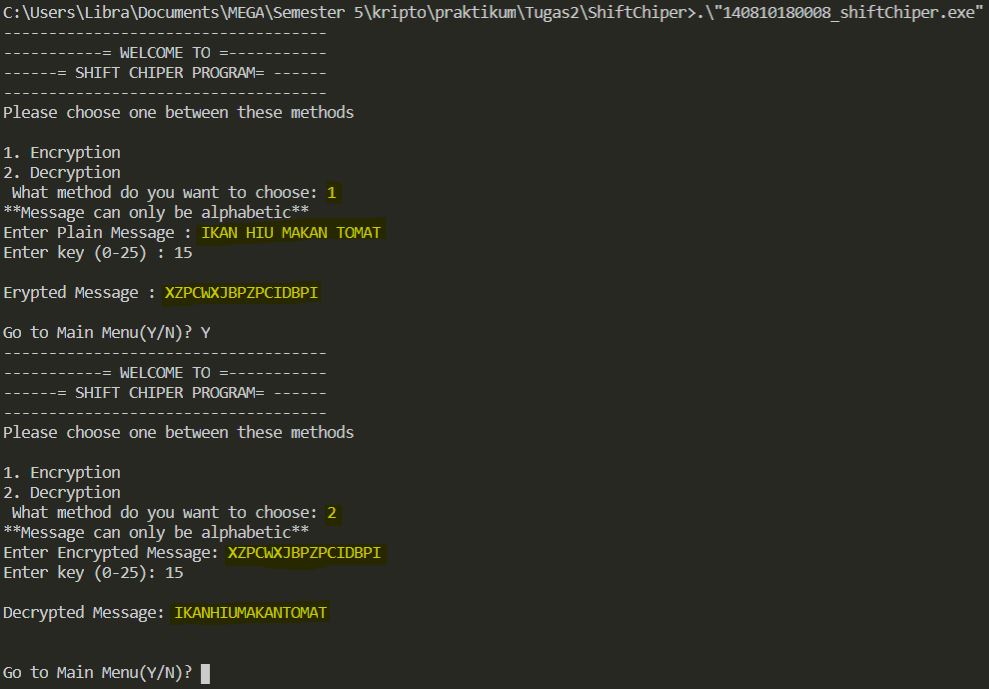 C:\Users\Libra\Documents\MEGA\Semester 5\kripto\praktikum\Tugas2\ShiftChiper>.\"140810180008_shiftChiper.exe"
------------------------------------
-----------= WELCOME TO =-----------
------= SHIFT CHIPER PROGRAM= ------
------------------------------------
Please choose one between these methods
1. Encryption
2. Decryption
What method do you want to choose: 1
**Message can only be alphabetic**
Enter Plain Message : IKAN HIU MAKAN TOMAT
Enter key (0-25) : 15
Erypted Message : XZPCWXJBPZPCIDBPI
Go to Main Menu(Y/N)? Y
------------------------------------
-----------= WELCOME TO =-----------
------= SHIFT CHIPER PROGRAM= ------
------------------------------------
Please choose one between these methods
1. Encryption
2. Decryption
What method do you want to choose: 2
**Message can only be alphabetic**
Enter Encrypted Message: XZPCWXJBPZPCIDBPI
Enter key (0-25): 15
Decrypted Message: IKANHIUMAKANTOMAT
Go to Main Menu(Y/N)?